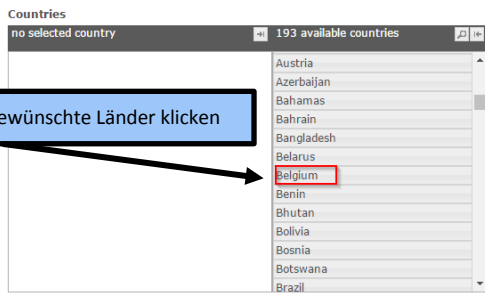 Countries
no selected country
193 available countries
Austria
Azerbaijan
Bahamas
Bahrain
ewünschte Länder klicken
Bangladesh
Belarus
Belgium
Benin
Bhutan
Bolivia
Bosnia
Botswana
Brazil